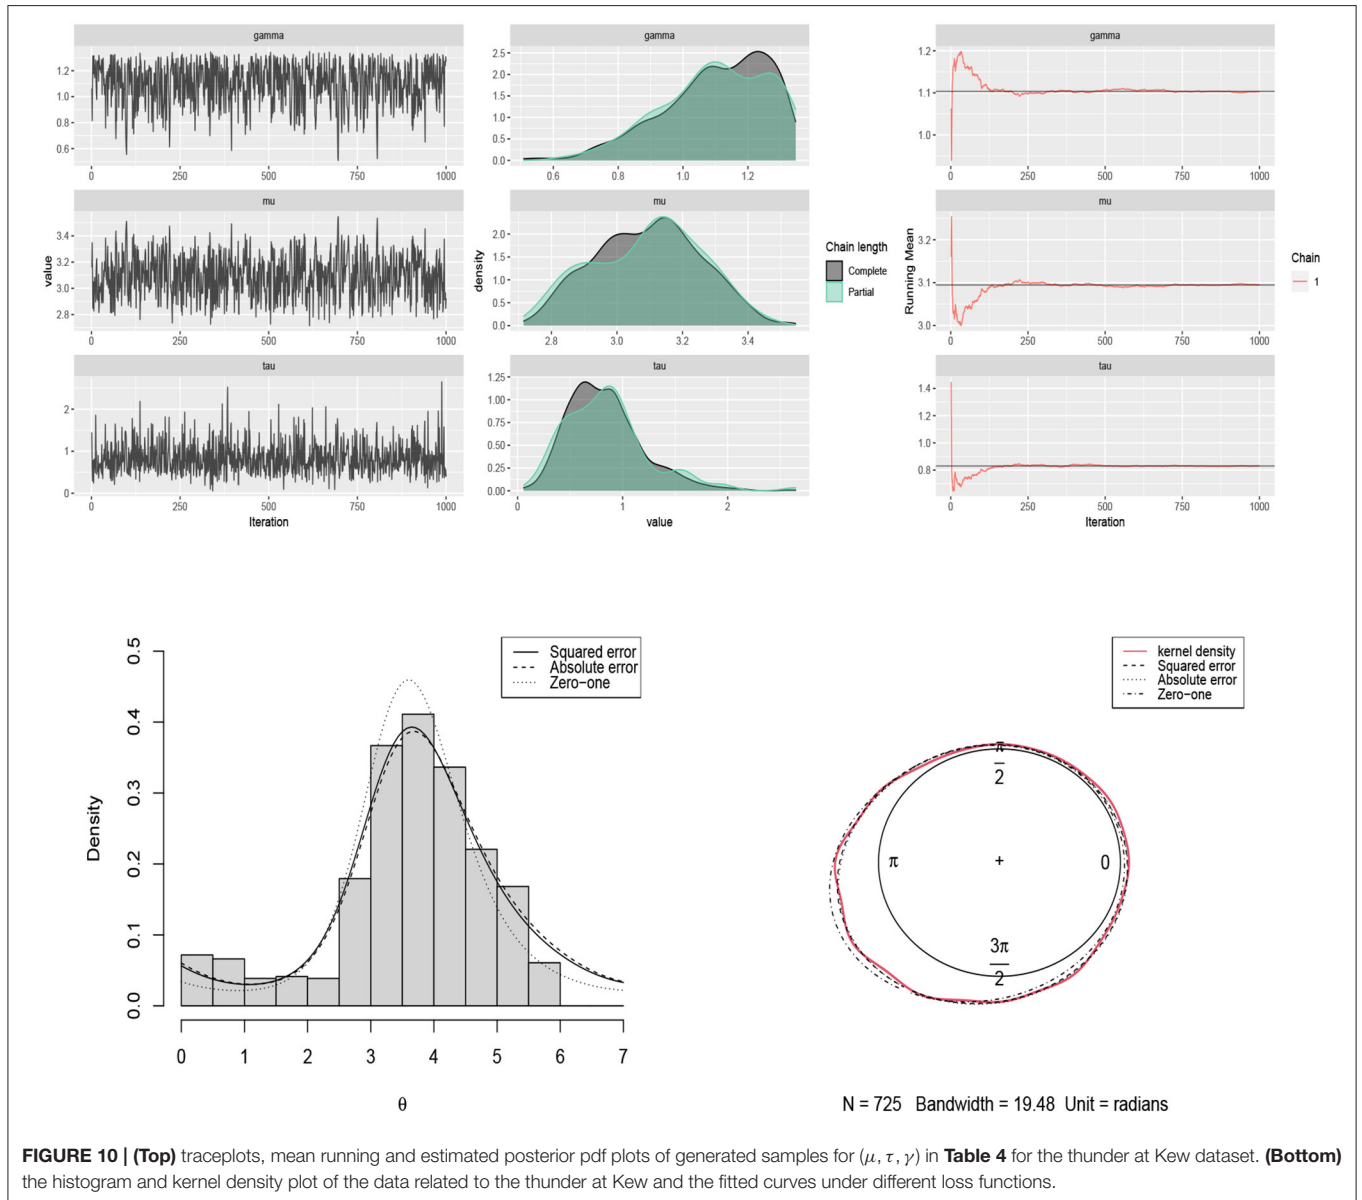 gamma
1.2
1.0
0.8
0.6
0
250
500
750
1000
mu
value
3.4
3.2
3.0
2.8
0
250
500
750
1000
tau
2
1
0
0
250
500
750
1000
Iteration
gamma
2.5
2.0
1.5
1.0
0.5
0.0
0.6
0.8
1.0
1.2
mu
density
2.0
1.5
1.0
0.5
0.0
2.8
3.0
3.2
3.4
tau
1.25
1.00
0.75
0.50
0.25
0.00
0
1
2
value
Chain length
Complete
Partial
gamma
1.2
1.1
1.0
0
250
500
750
1000
mu
Running Mean
3.2
3.1
3.0
0
250
500
750
1000
tau
1.4
1.2
1.0
0.8
0
250
500
750
1000
Iteration
Chain
1
Squared error
Absolute error
Zero−one
Density
0.5
0.4
0.3
0.2
0.1
0.0
0
1
2
3
4
5
6
7
θ
kernel density
Squared error
Absolute error
Zero−one
π
2
π
+
0
3π
2
N = 725 Bandwidth = 19.48 Unit = radians
FIGURE 10 | (Top) traceplots, mean running and estimated posterior pdf plots of generated samples for (μ, τ, γ) in Table 4 for the thunder at Kew dataset. (Bottom)
the histogram and kernel density plot of the data related to the thunder at Kew and the fitted curves under different loss functions.